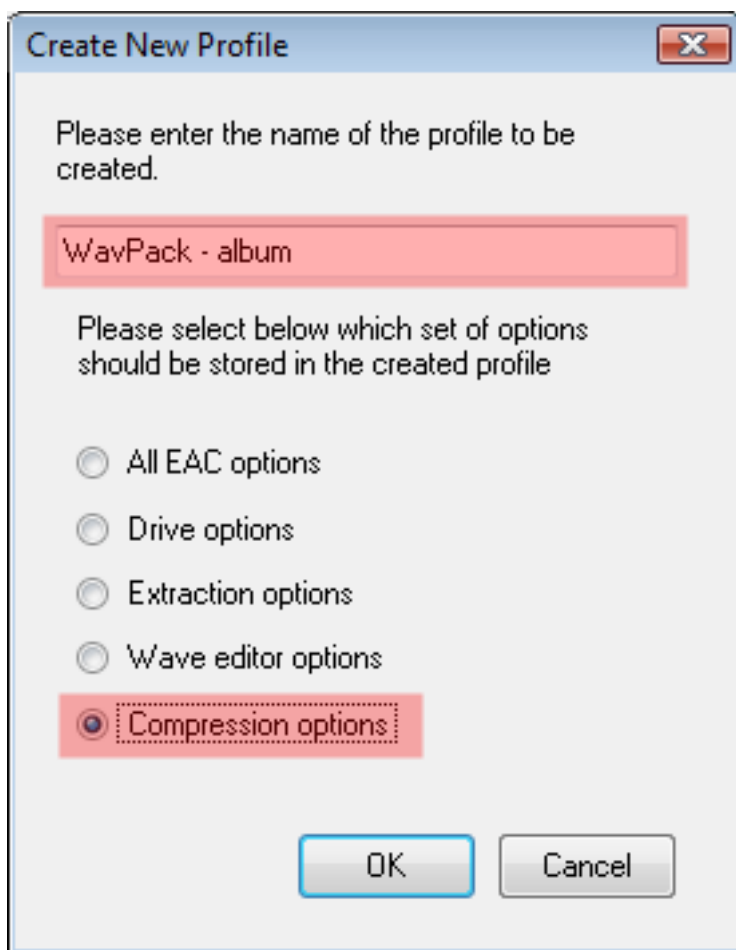 Create New Profile
Please enter the name of the profile to be
created.
WavPack - album
Please select below which set of options
should be stored in the created profile
All EAC options
Drive options
Extraction options
Wave editor options
Compression options
OK
Cancel